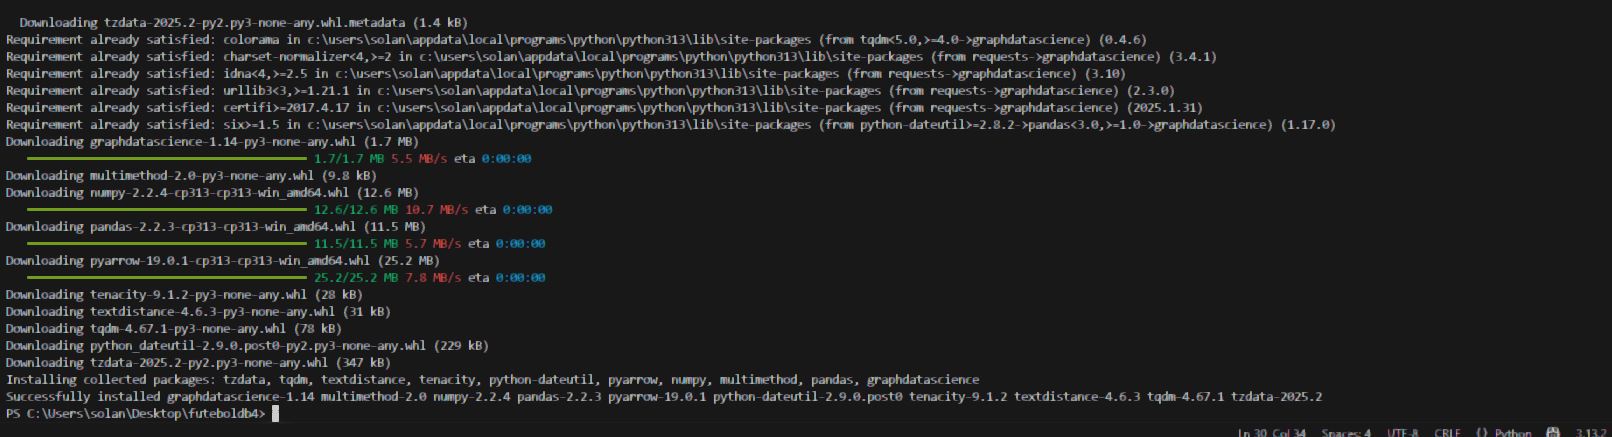 Downloading tzdata-2025.2-py2.py3-none-any.whl.metadata (1.4 kB)
Requirement already satisfied: colorama in c:\users\solan\appdata\local\programs\python\python313\lib\site-packages (from tqdm<5.0,>=4.0->graphdatascience) (0.4.6)
Requirement already satisfied: charset-normalizer<4,>=2 in c:\users\solan\appdata\local\programs\python\python313\lib\site-packages (from requests->graphdatascience) (3.4.1)
Requirement already satisfied: idna<4,>=2.5 in c:\users\solan\appdata\local\programs\python\python313\lib\site-packages (from requests->graphdatascience) (3.10)
Requirement already satisfied: urllib3<3,>=1.21.1 in c:\users\solan\appdata\local\programs\python\python313\lib\site-packages (from requests->graphdatascience) (2.3.0)
Requirement already satisfied: certifi>=2017.4.17 in c:\users\solan\appdata\local\programs\python\python313\lib\site-packages (from requests->graphdatascience) (2025.1.31)
Requirement already satisfied: six>=1.5 in c:\users\solan\appdata\local\programs\python\python313\lib\site-packages (from python-dateutil>=2.8.2->pandas<3.0,>=1.0->graphdatascience) (1.17.0)
Downloading graphdatascience-1.14-py3-none-any.whl (1.7 MB)
1.7/1.7 MB 5.5 MB/s eta 0:00:00
Downloading multimethod-2.0-py3-none-any.whl (9.8 kB)
Downloading numpy-2.2.4-cp313-cp313-win_amd64.whl (12.6 MB)
12.6/12.6 MB 10.7 MB/s eta 0:00:00
Downloading pandas-2.2.3-cp313-cp313-win_amd64.whl (11.5 MB)
11.5/11.5 MB 5.7 MB/s eta 0:00:00
Downloading pyarrow-19.0.1-cp313-cp313-win_amd64.whl (25.2 MB)
25.2/25.2 MB 7.8 MB/s eta 0:00:00
Downloading tenacity-9.1.2-py3-none-any.whl (28 kB)
Downloading textdistance-4.6.3-py3-none-any.whl (31 kB)
Downloading tqdm-4.67.1-py3-none-any.whl (78 kB)
Downloading python_dateutil-2.9.0.post0-py2.py3-none-any.whl (229 kB)
Downloading tzdata-2025.2-py2.py3-none-any.whl (347 kB)
Installing collected packages: tzdata, tqdm, textdistance, tenacity, python-dateutil, pyarrow, numpy, multimethod, pandas, graphdatascience
Successfully installed graphdatascience-1.14 multimethod-2.0 numpy-2.2.4 pandas-2.2.3 pyarrow-19.0.1 python-dateutil-2.9.0.post0 tenacity-9.1.2 textdistance-4.6.3 tqdm-4.67.1 tzdata-2025.2
PS C:\Users\solan\Desktop\futeboldb4>
Ln 30, Col 34 Spaces: 4 UTF-8 CRLF {} Python 3.13.2